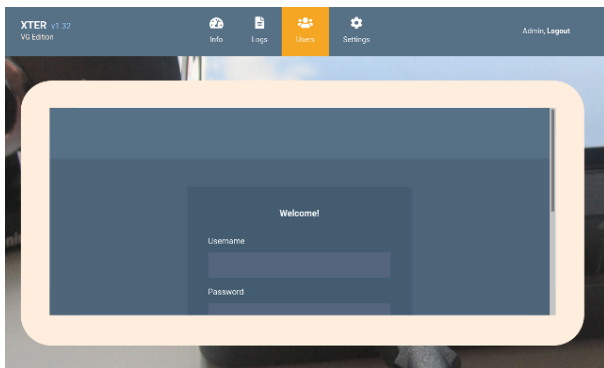 XTER v1.32
VG Edition
Info
Logs
Users
Settings
Admin, Logout
Welcome!
Username
Password